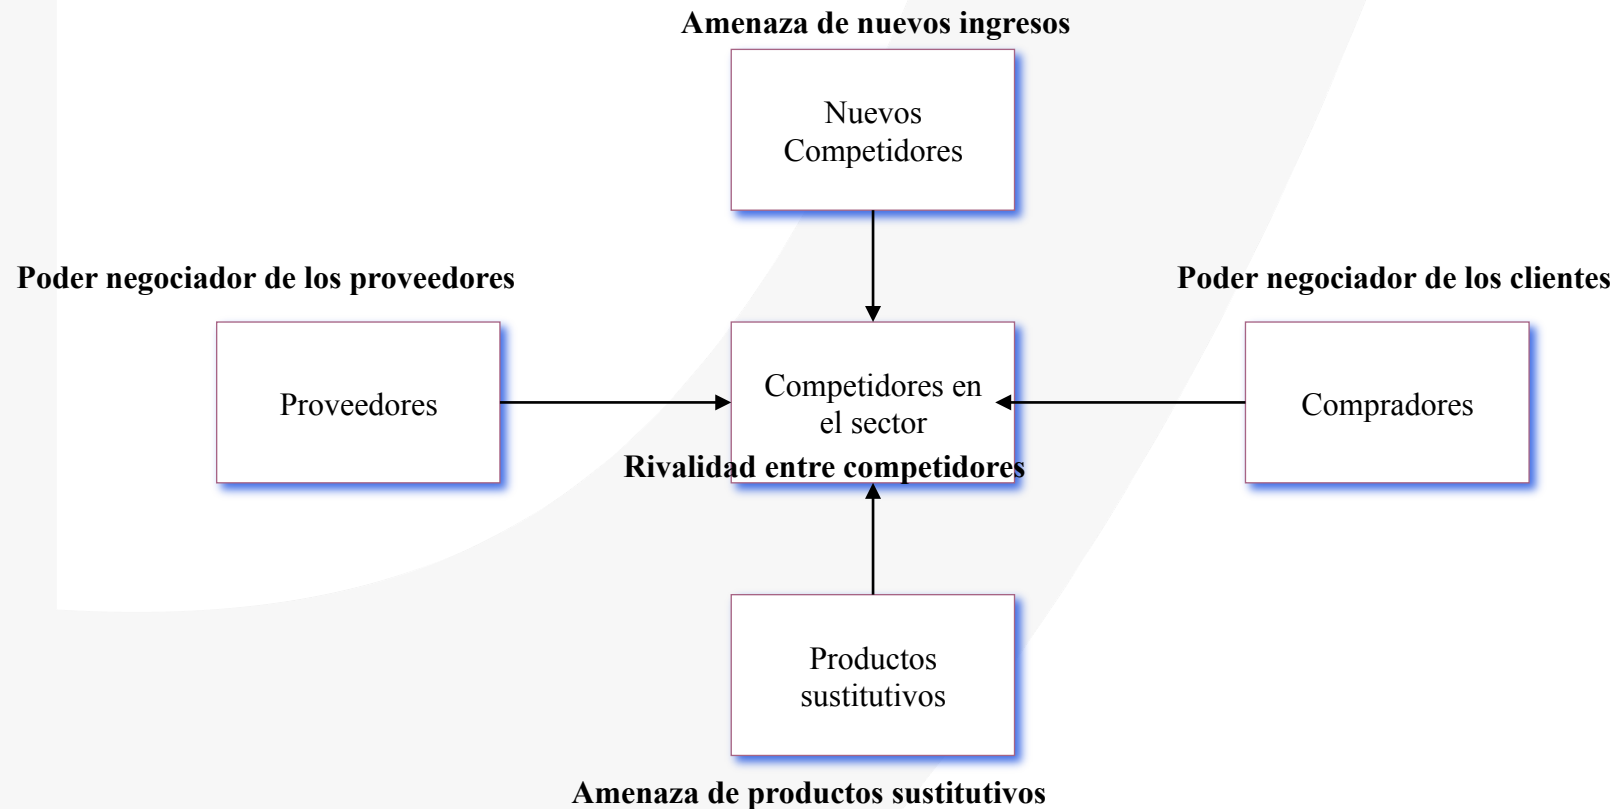 Amenaza de nuevos ingresos
Nuevos
Competidores
Poder negociador de los proveedores
Poder negociador de los clientes
Proveedores
Competidores en
el sector
Rivalidad entre competidores
Compradores
Productos
sustitutivos
Amenaza de productos sustitutivos